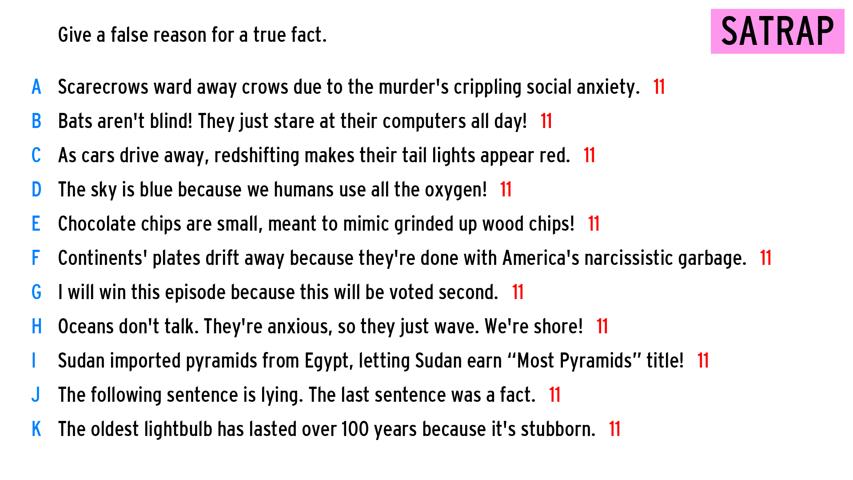 Give a false reason for a true fact.
SATRAP
A Scarecrows ward away crows due to the murder's crippling social anxiety. 11
B Bats aren't blind! They just stare at their computers all day! 11
C As cars drive away, redshifting makes their tail lights appear red. 11
D The sky is blue because we humans use all the oxygen! 11
E Chocolate chips are small, meant to mimic grinded up wood chips! 11
F Continents' plates drift away because they're done with America's narcissistic garbage. 11
G I will win this episode because this will be voted second. 11
H Oceans don't talk. They're anxious, so they just wave. We're shore! 11
I Sudan imported pyramids from Egypt, letting Sudan earn “Most Pyramids” title! 11
J The following sentence is lying. The last sentence was a fact. 11
K The oldest lightbulb has lasted over 100 years because it's stubborn. 11